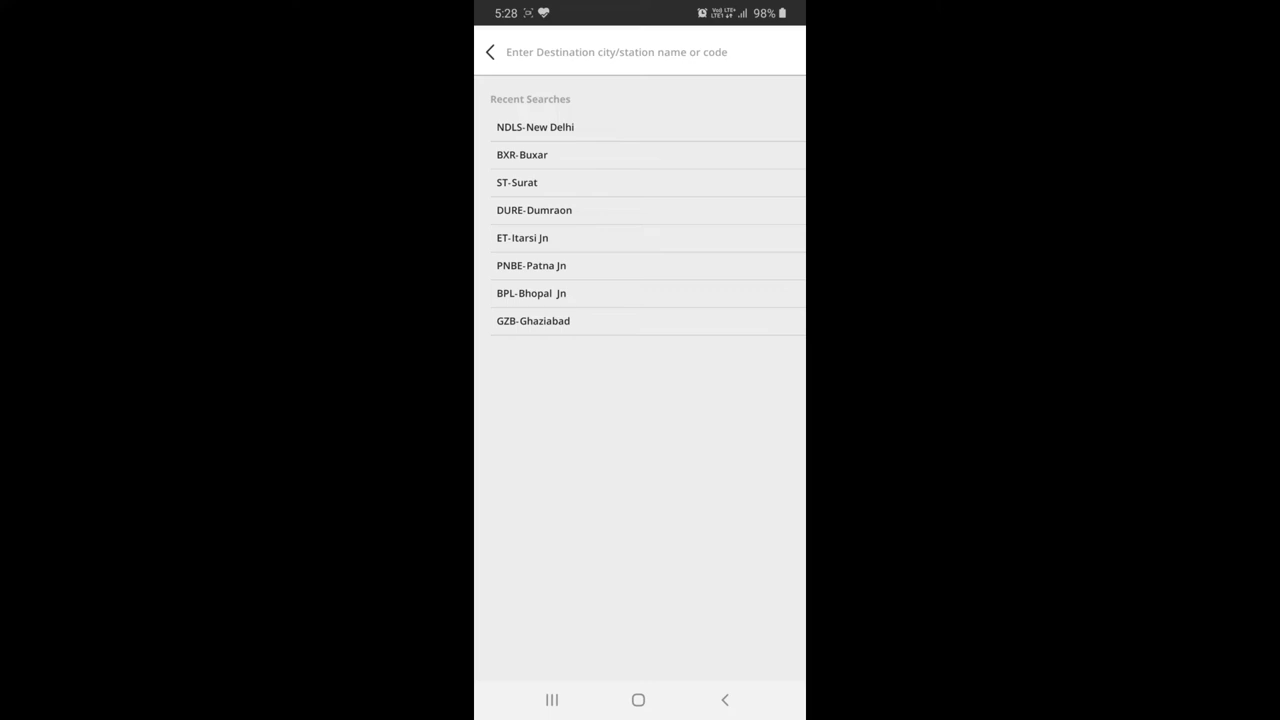 5:28 98%
Enter Destination city/station name or code
Recent Searches
NDLS-New Delhi
BXR-Buxar
ST-Surat
DURE-Dumraon
ET-Itarsi Jn
PNBE-Patna Jn
BPL-Bhopal Jn
GZB-Ghaziabad